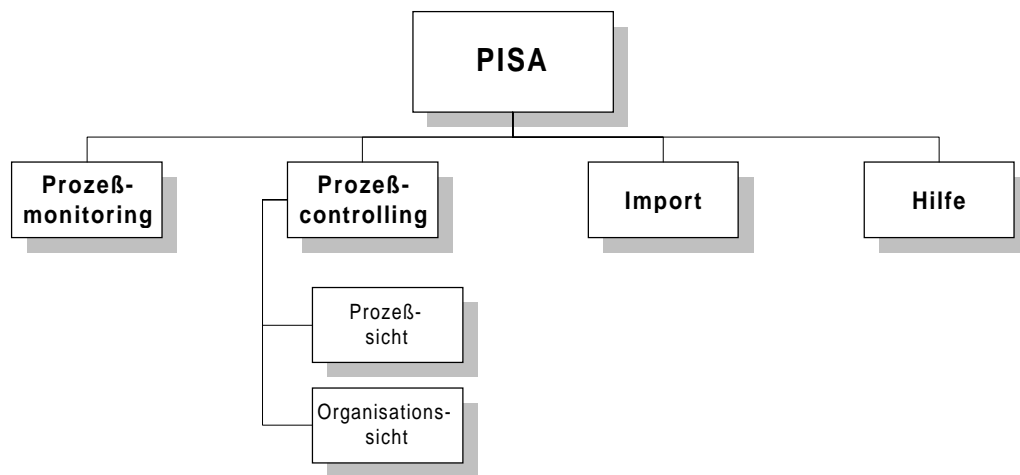 PISA
Prozeß-
monitoring
Prozeß-
controlling
Import
Hilfe
Prozeß-
sicht
Organisations-
sicht